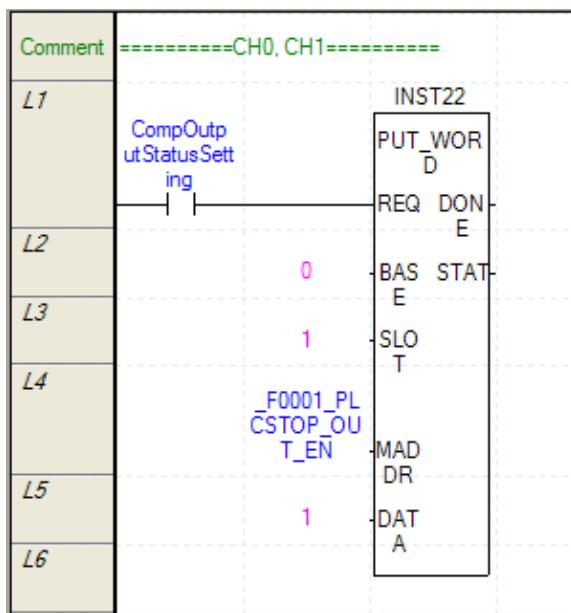 Comment ==========CH0, CH1==========
L1
INST22
CompOutp
utStatusSett
ing
PUT_WOR
D
REQ DON
E
L2
0
BAS STAT
E
L3
1
SLO
T
L4
_F0001_PL
CSTOP_OU
T_EN
MAD
DR
L5
1
DAT
A
L6